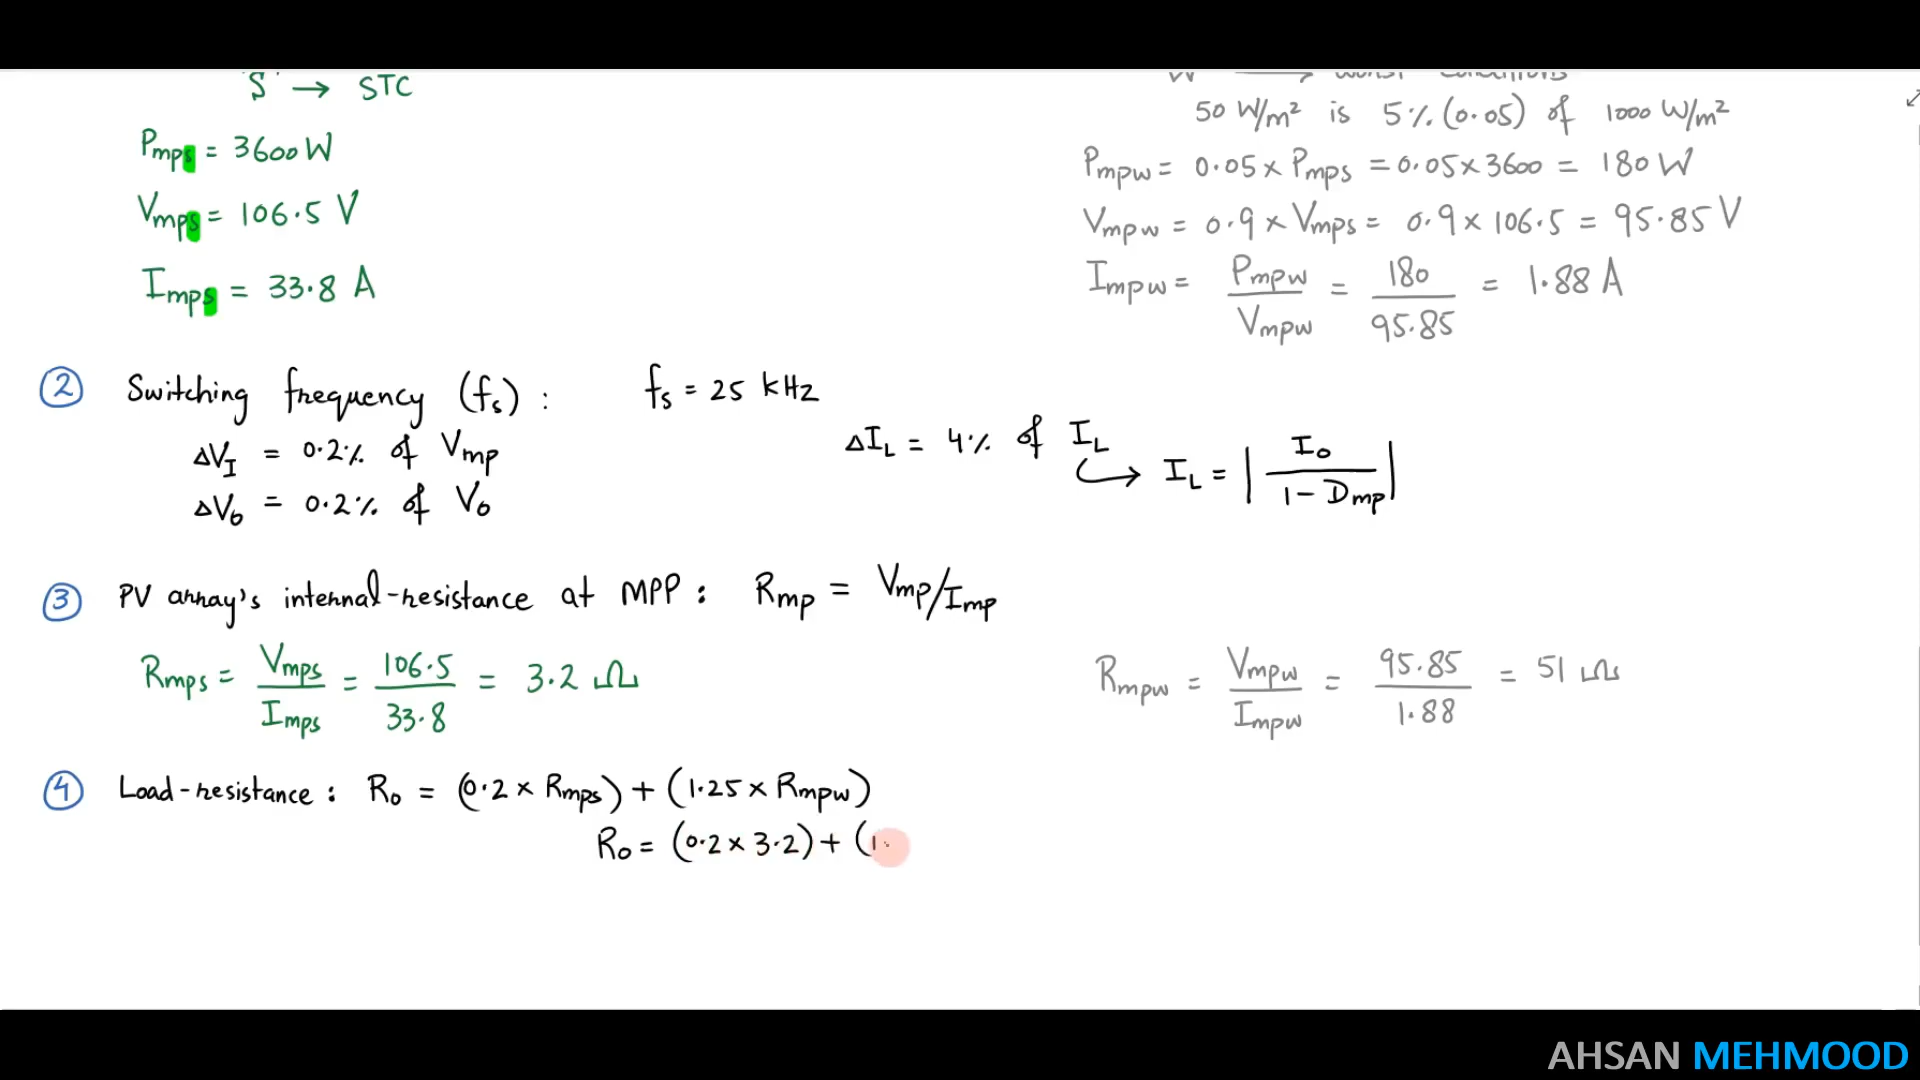 'S' → STC
Pmps = 3600 W
Vmps = 106.5 V
Imps = 33.8 A
W → worst conditions
50 W/m² is 5% (0.05) of 1000 W/m²
Pmpw = 0.05 × Pmps = 0.05 × 3600 = 180 W
Vmpw = 0.9 × Vmps = 0.9 × 106.5 = 95.85 V
Impw = Pmpw / Vmpw = 180 / 95.85 = 1.88 A
② Switching frequency (fs) : fs = 25 kHz
ΔVI = 0.2% of Vmp
ΔVo = 0.2% of Vo
ΔIL = 4% of IL
→ IL = | Io / 1 - Dmp |
③ PV array's internal-resistance at MPP : Rmp = Vmp/Imp
Rmps = Vmps / Imps = 106.5 / 33.8 = 3.2 Ω
Rmpw = Vmpw / Impw = 95.85 / 1.88 = 51 Ω
④ Load-resistance : Ro = (0.2 × Rmps) + (1.25 × Rmpw)
Ro = (0.2 × 3.2) + (1.
AHSAN MEHMOOD